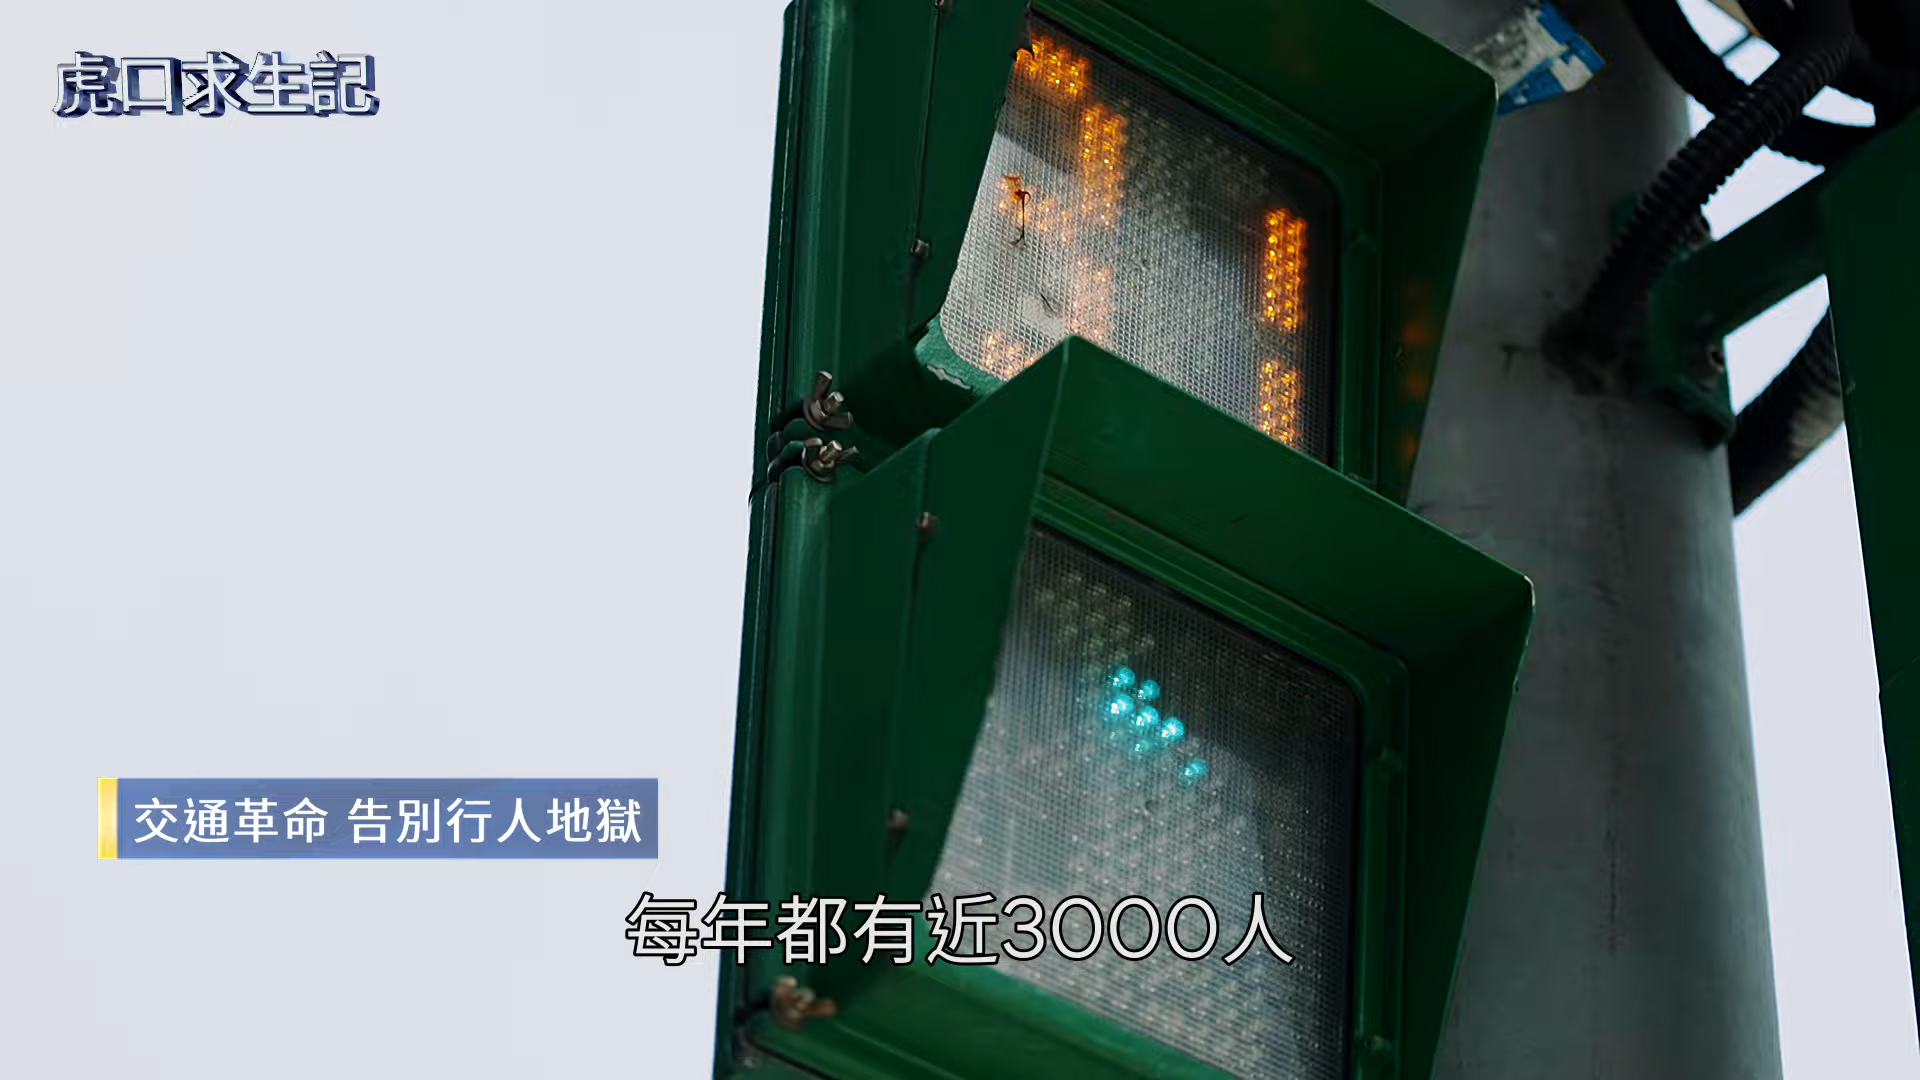 虎口求生記
交通革命 告別行人地獄
每年都有近3000人